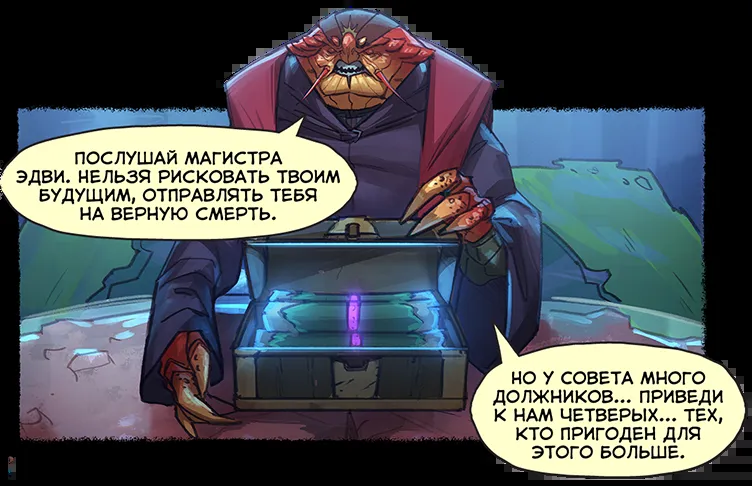 ПОСЛУШАЙ МАГИСТРА
ЭДВИ. НЕЛЬЗЯ РИСКОВАТЬ ТВОИМ
БУДУЩИМ, ОТПРАВЛЯТЬ ТЕБЯ
НА ВЕРНУЮ СМЕРТЬ.
НО У СОВЕТА МНОГО
ДОЛЖНИКОВ... ПРИВЕДИ
К НАМ ЧЕТВЕРЫХ... ТЕХ,
КТО ПРИГОДЕН ДЛЯ
ЭТОГО БОЛЬШЕ.